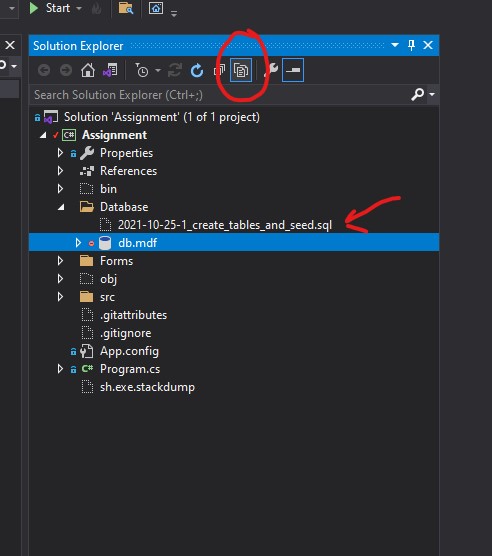 Start
Solution Explorer
Search Solution Explorer (Ctrl+;)
Solution 'Assignment' (1 of 1 project)
C# Assignment
Properties
References
bin
Database
2021-10-25-1_create_tables_and_seed.sql
db.mdf
Forms
obj
src
.gitattributes
.gitignore
App.config
C# Program.cs
sh.exe.stackdump